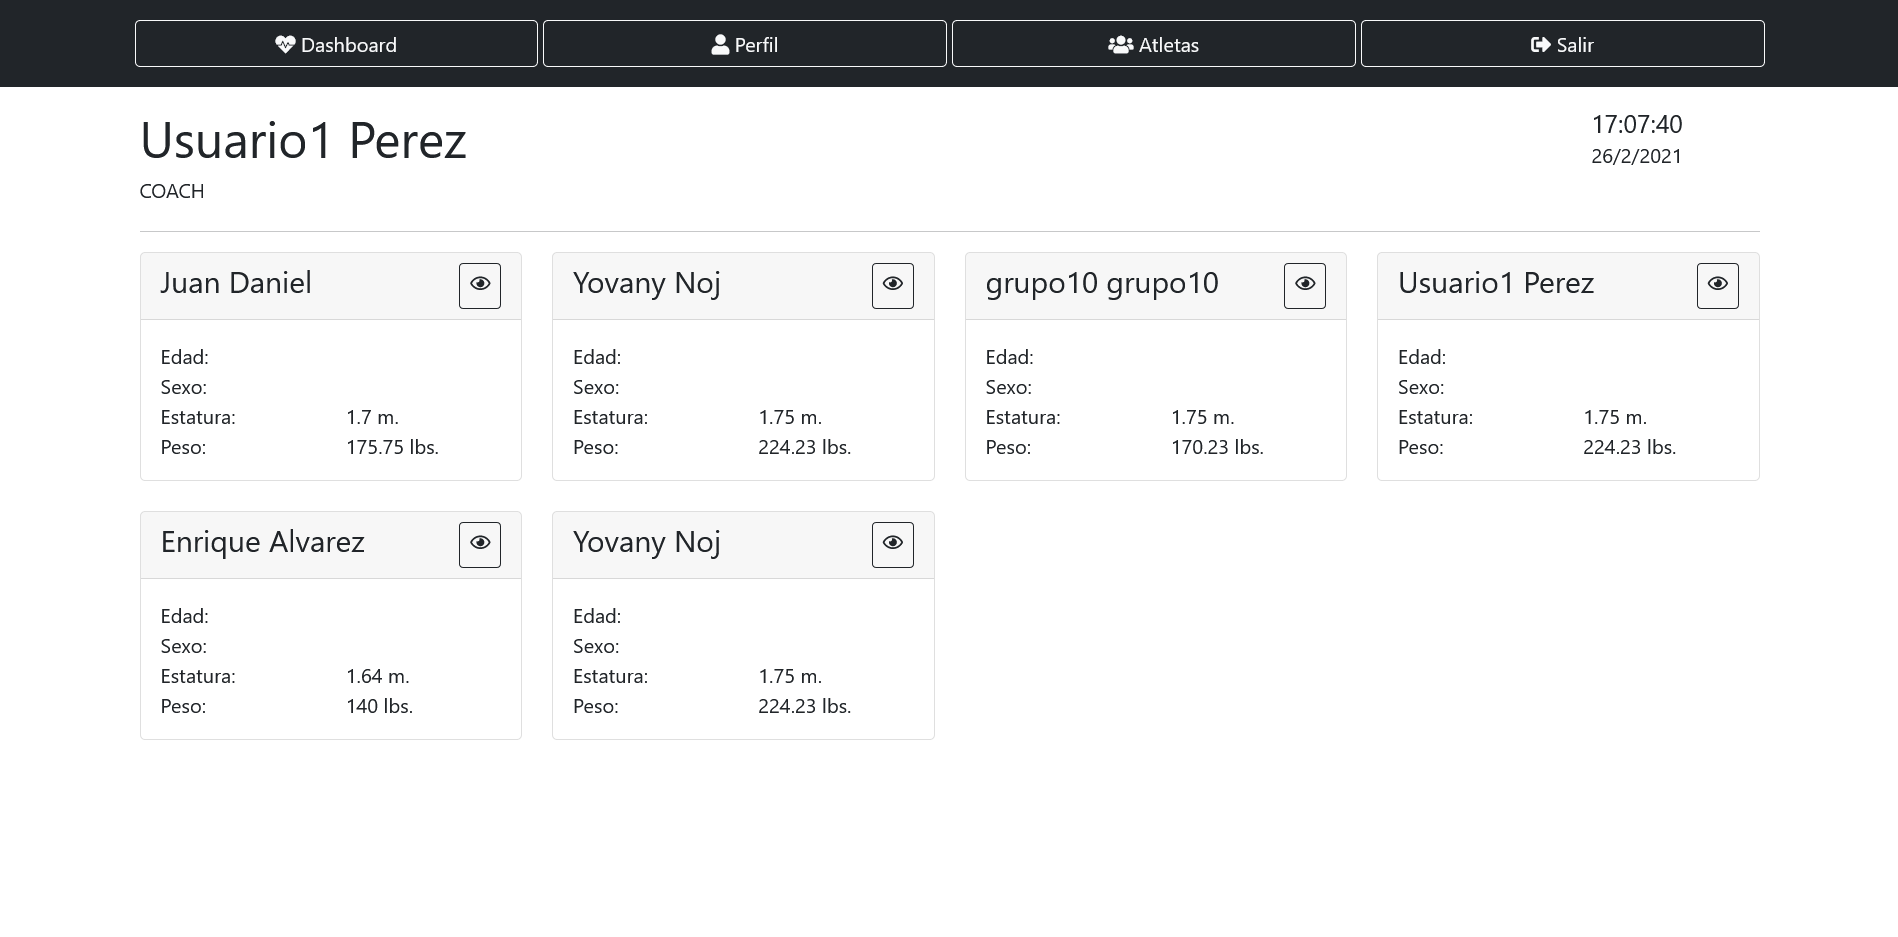 Dashboard
Perfil
Atletas
Salir
Usuario1 Perez
COACH
17:07:40
26/2/2021
Juan Daniel
Edad:
Sexo:
Estatura: 1.7 m.
Peso: 175.75 lbs.
Yovany Noj
Edad:
Sexo:
Estatura: 1.75 m.
Peso: 224.23 lbs.
grupo10 grupo10
Edad:
Sexo:
Estatura: 1.75 m.
Peso: 170.23 lbs.
Usuario1 Perez
Edad:
Sexo:
Estatura: 1.75 m.
Peso: 224.23 lbs.
Enrique Alvarez
Edad:
Sexo:
Estatura: 1.64 m.
Peso: 140 lbs.
Yovany Noj
Edad:
Sexo:
Estatura: 1.75 m.
Peso: 224.23 lbs.